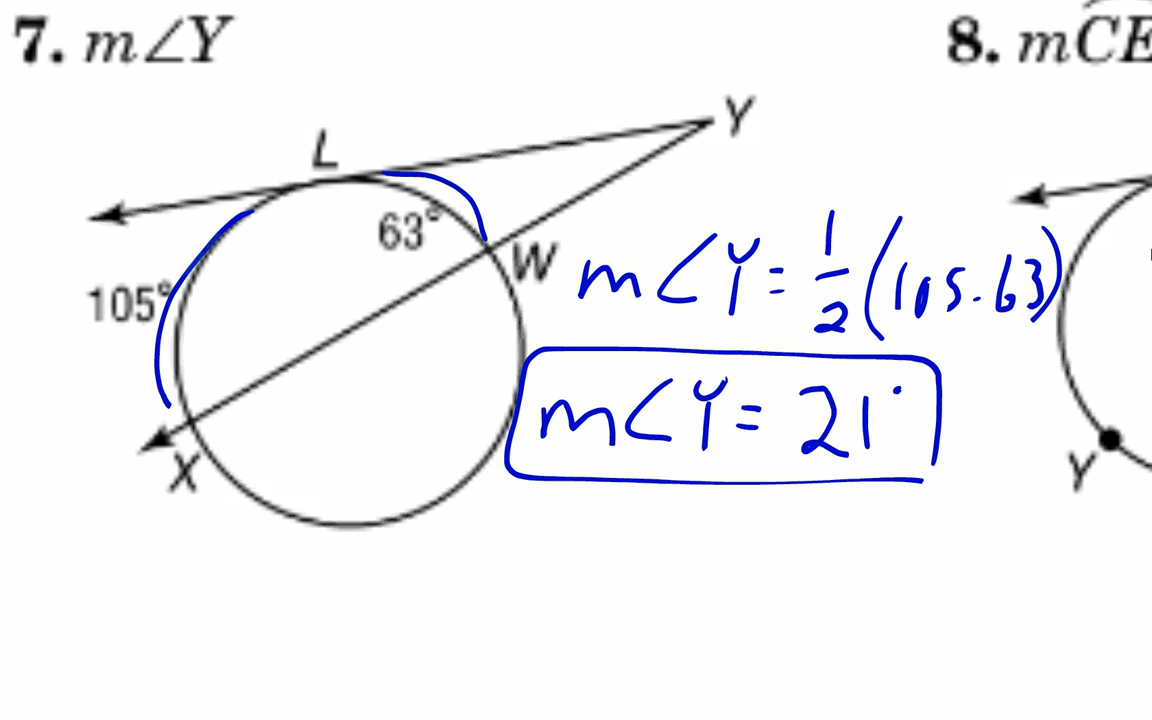 7. m∠Y
8. mCE
L
Y
63°
W
105°
X
m∠Y = 1/2 (105-63)
m∠Y = 21°
Y